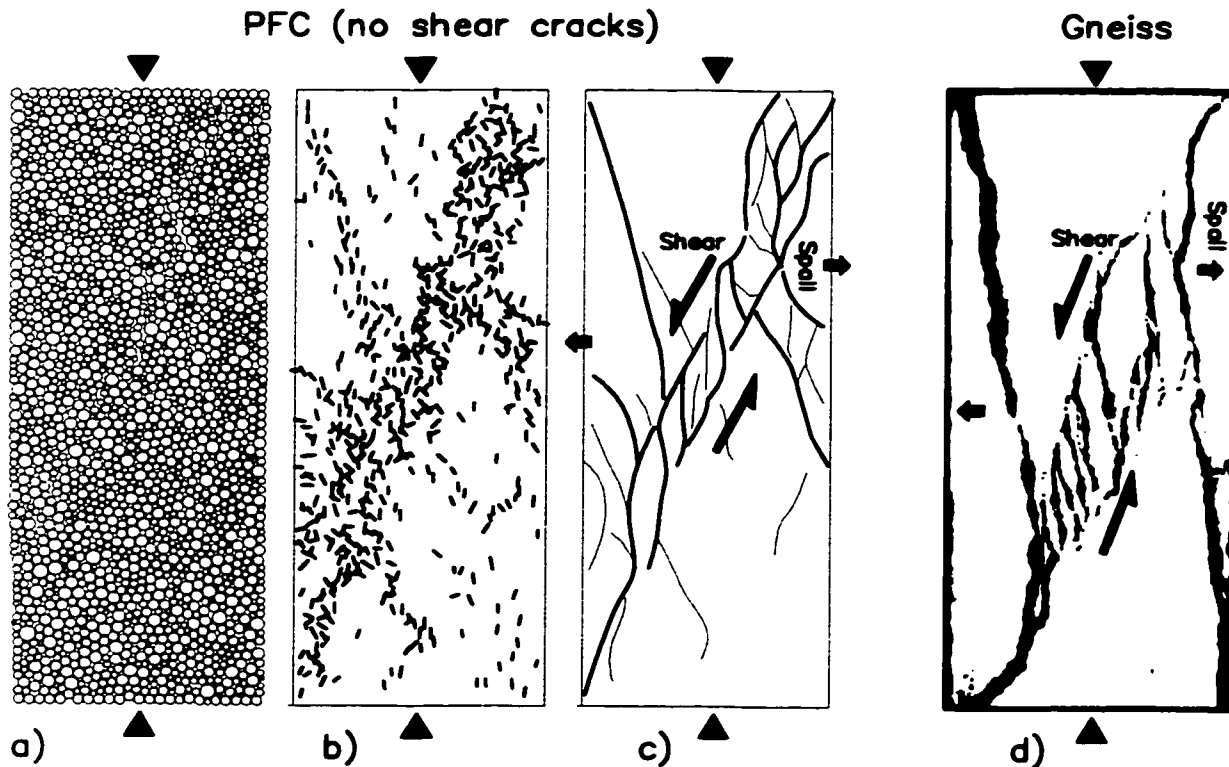 PFC (no shear cracks)
Gneiss
a)
b)
Shear
Spall
c)
Shear
Spall
d)